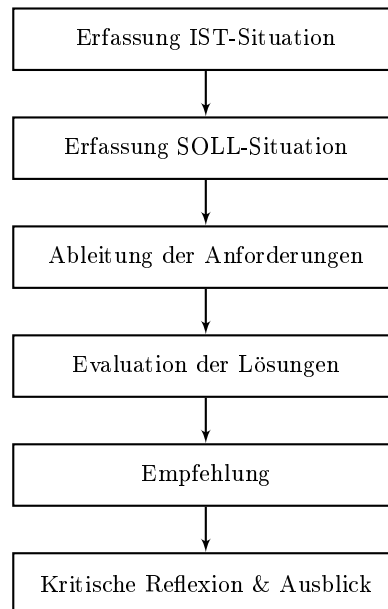 Erfassung IST-Situation
Erfassung SOLL-Situation
Ableitung der Anforderungen
Evaluation der Lösungen
Empfehlung
Kritische Reflexion & Ausblick